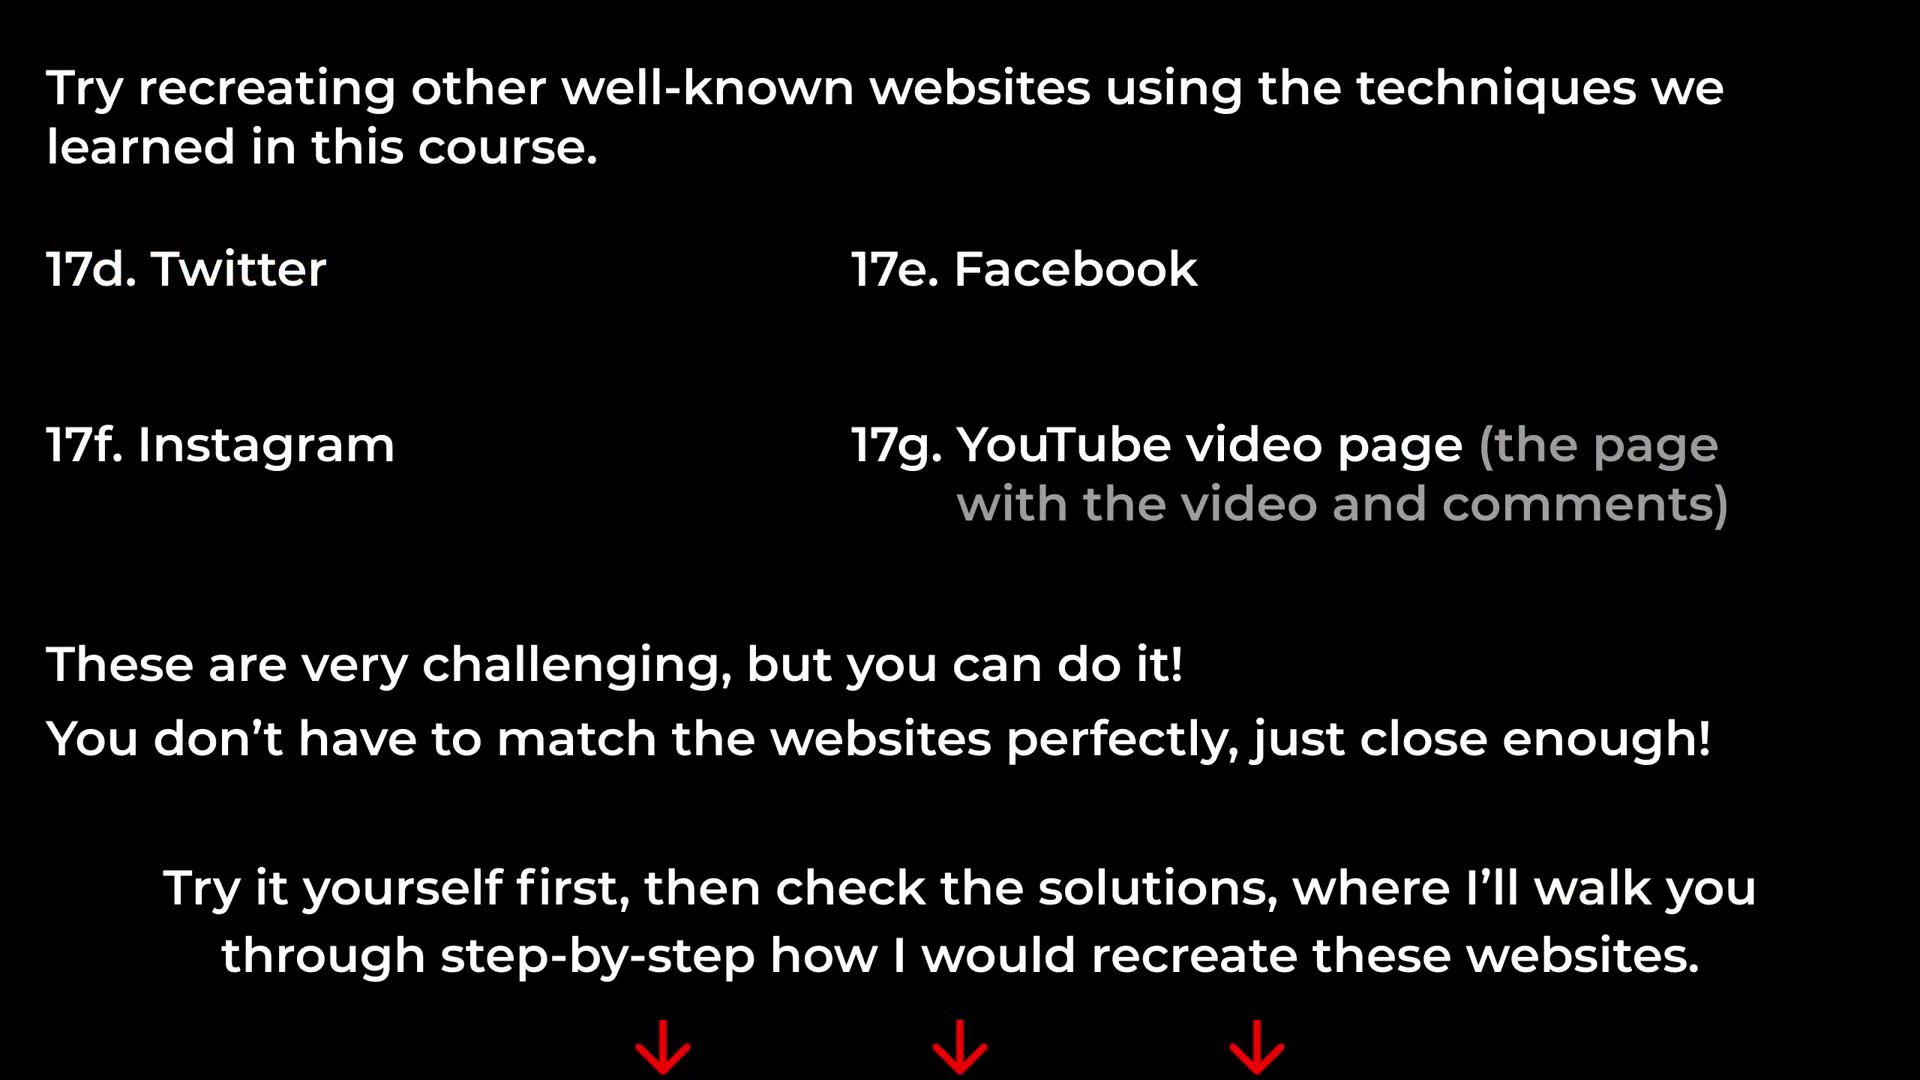 Try recreating other well-known websites using the techniques we
learned in this course.
17d. Twitter
17e. Facebook
17f. Instagram
17g. YouTube video page (the page
with the video and comments)
These are very challenging, but you can do it!
You don’t have to match the websites perfectly, just close enough!
Try it yourself first, then check the solutions, where I’ll walk you
through step-by-step how I would recreate these websites.